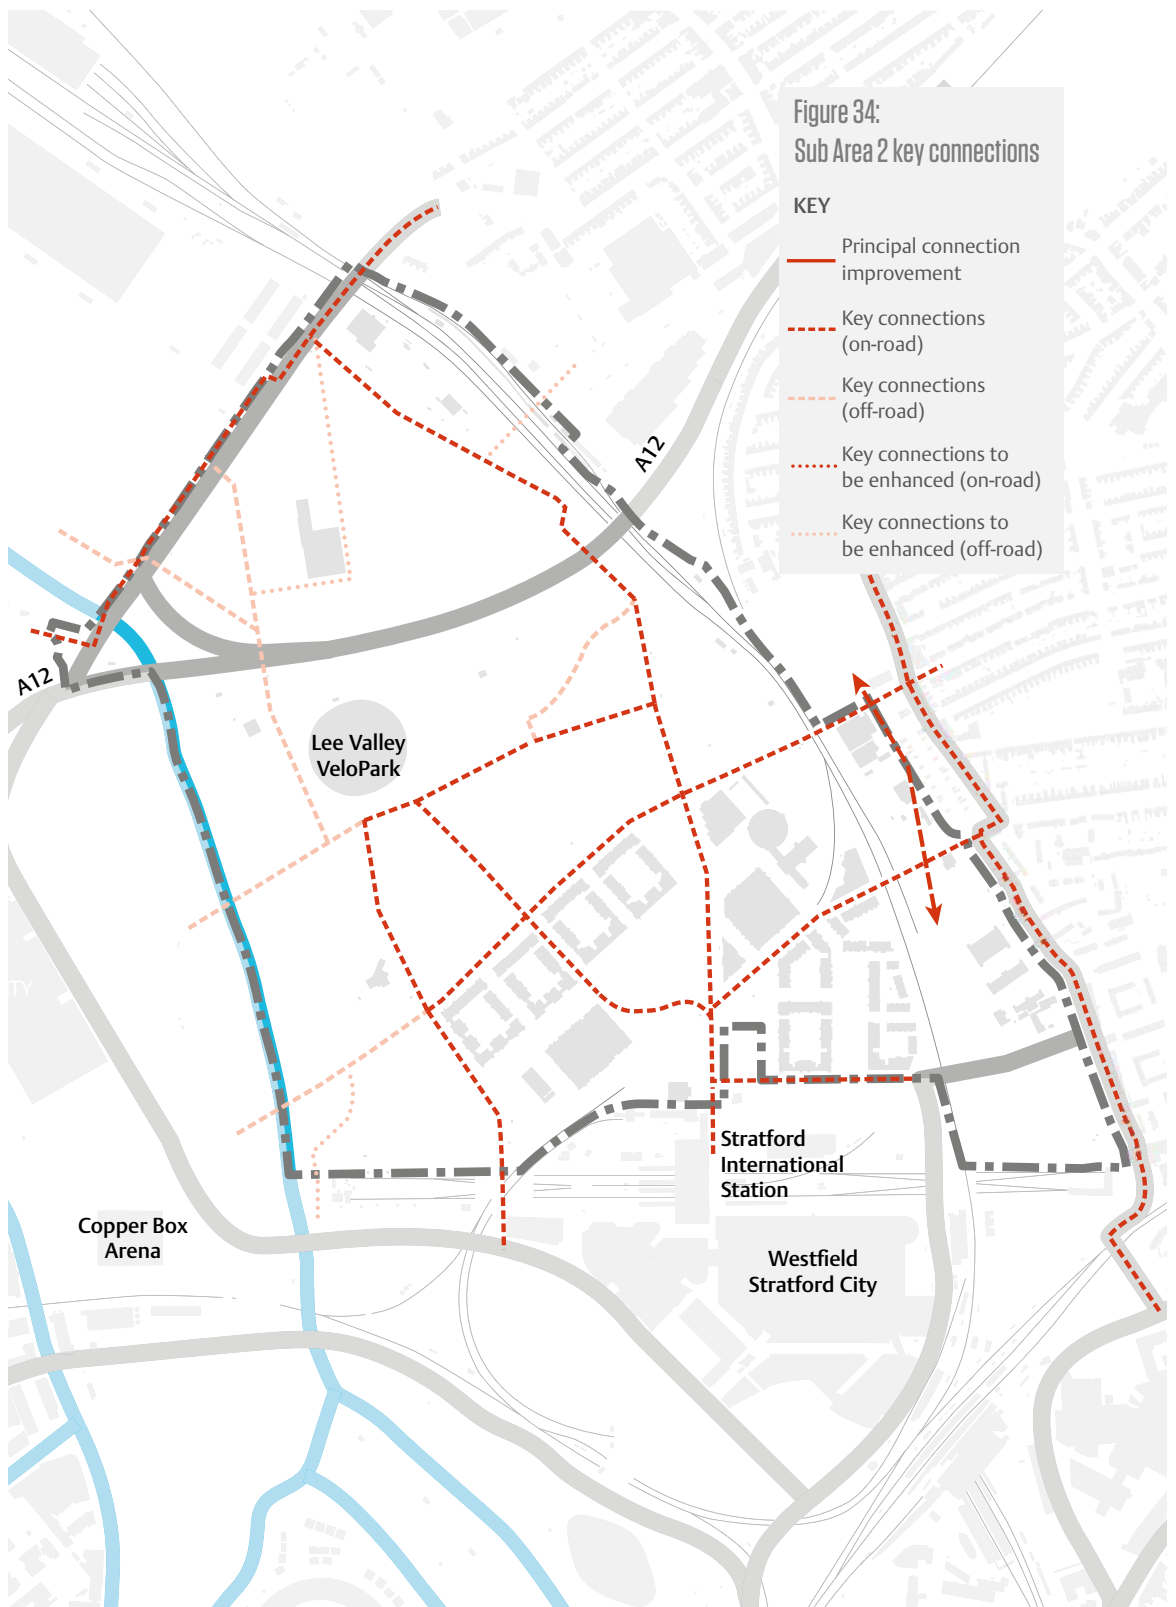 Figure 34:
Sub Area 2 key connections
KEY
Principal connection
improvement
Key connections
(on-road)
Key connections
(off-road)
Key connections to
be enhanced (on-road)
Key connections to
be enhanced (off-road)
A12
A12
Lee Valley
VeloPark
TY
Stratford
International
Station
Copper Box
Arena
Westfield
Stratford City